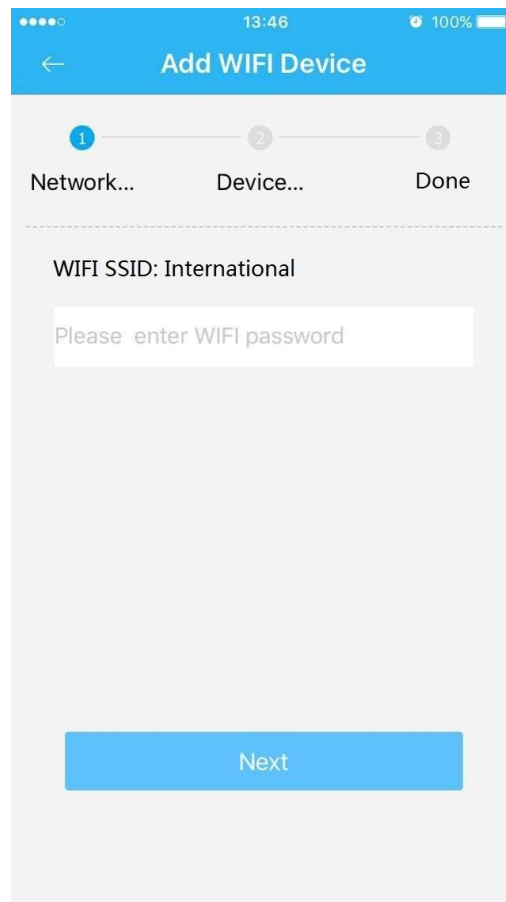 13:46 100%
← Add WIFI Device
1 2 3
Network... Device... Done
WIFI SSID: International
Please enter WIFI password
Next